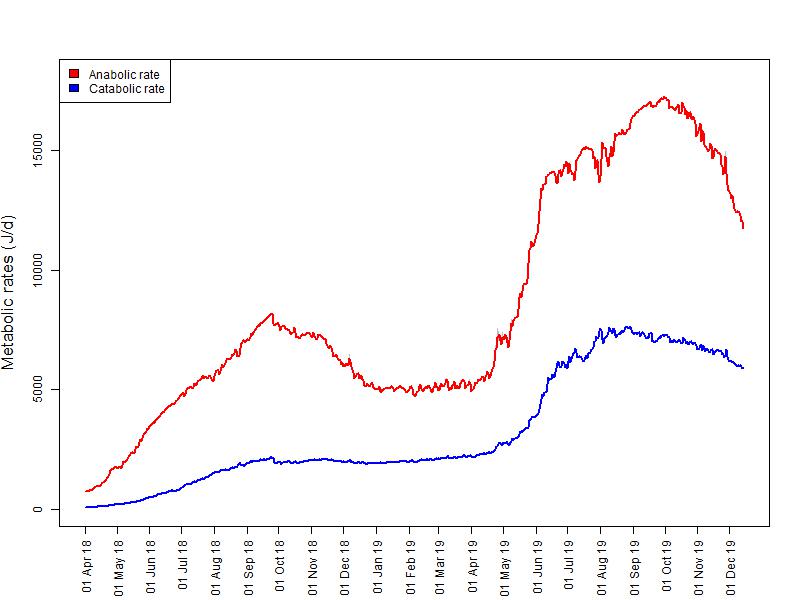 Anabolic rate
Catabolic rate
Metabolic rates (J/d)
15000
10000
5000
0
01 Apr 18
01 May 18
01 Jun 18
01 Jul 18
01 Aug 18
01 Sep 18
01 Oct 18
01 Nov 18
01 Dec 18
01 Jan 19
01 Feb 19
01 Mar 19
01 Apr 19
01 May 19
01 Jun 19
01 Jul 19
01 Aug 19
01 Sep 19
01 Oct 19
01 Nov 19
01 Dec 19